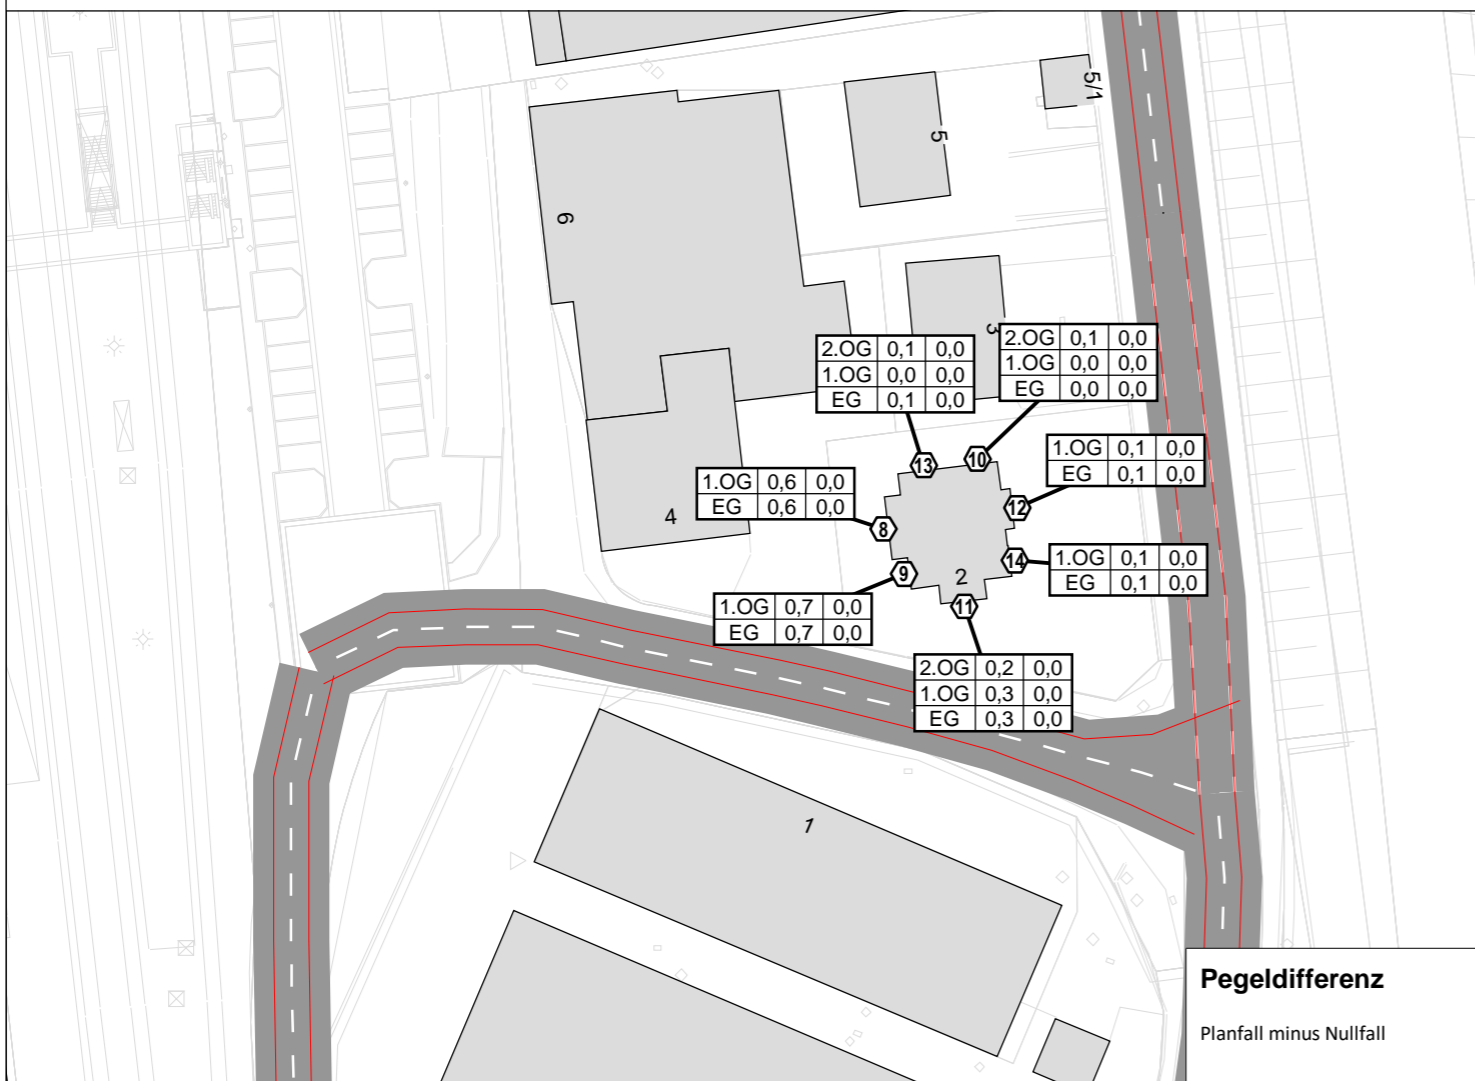 5/1
5
6
3
2.OG 0,1 0,0
1.OG 0,0 0,0
EG 0,1 0,0
2.OG 0,1 0,0
1.OG 0,0 0,0
EG 0,0 0,0
13
10
1.OG 0,1 0,0
EG 0,1 0,0
1.OG 0,6 0,0
EG 0,6 0,0
12
4
8
14
1.OG 0,1 0,0
EG 0,1 0,0
9
2
11
1.OG 0,7 0,0
EG 0,7 0,0
2.OG 0,2 0,0
1.OG 0,3 0,0
EG 0,3 0,0
1
Pegeldifferenz
Planfall minus Nullfall